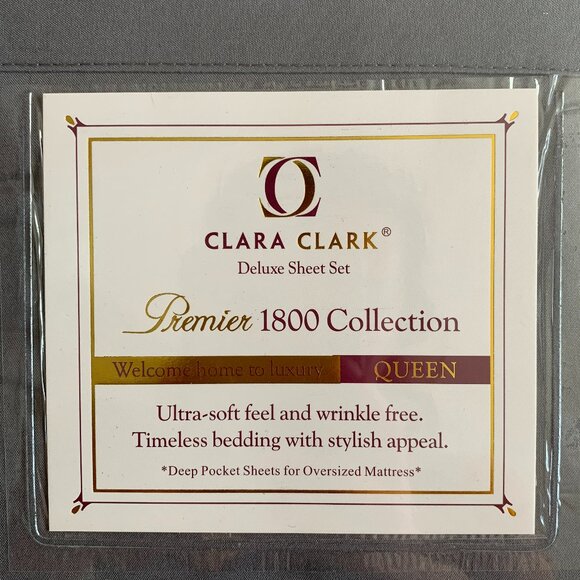 CLARA CLARK®
Deluxe Sheet Set
Premier 1800 Collection
Welcome home to luxury QUEEN
Ultra-soft feel and wrinkle free.
Timeless bedding with stylish appeal.
*Deep Pocket Sheets for Oversized Mattress*